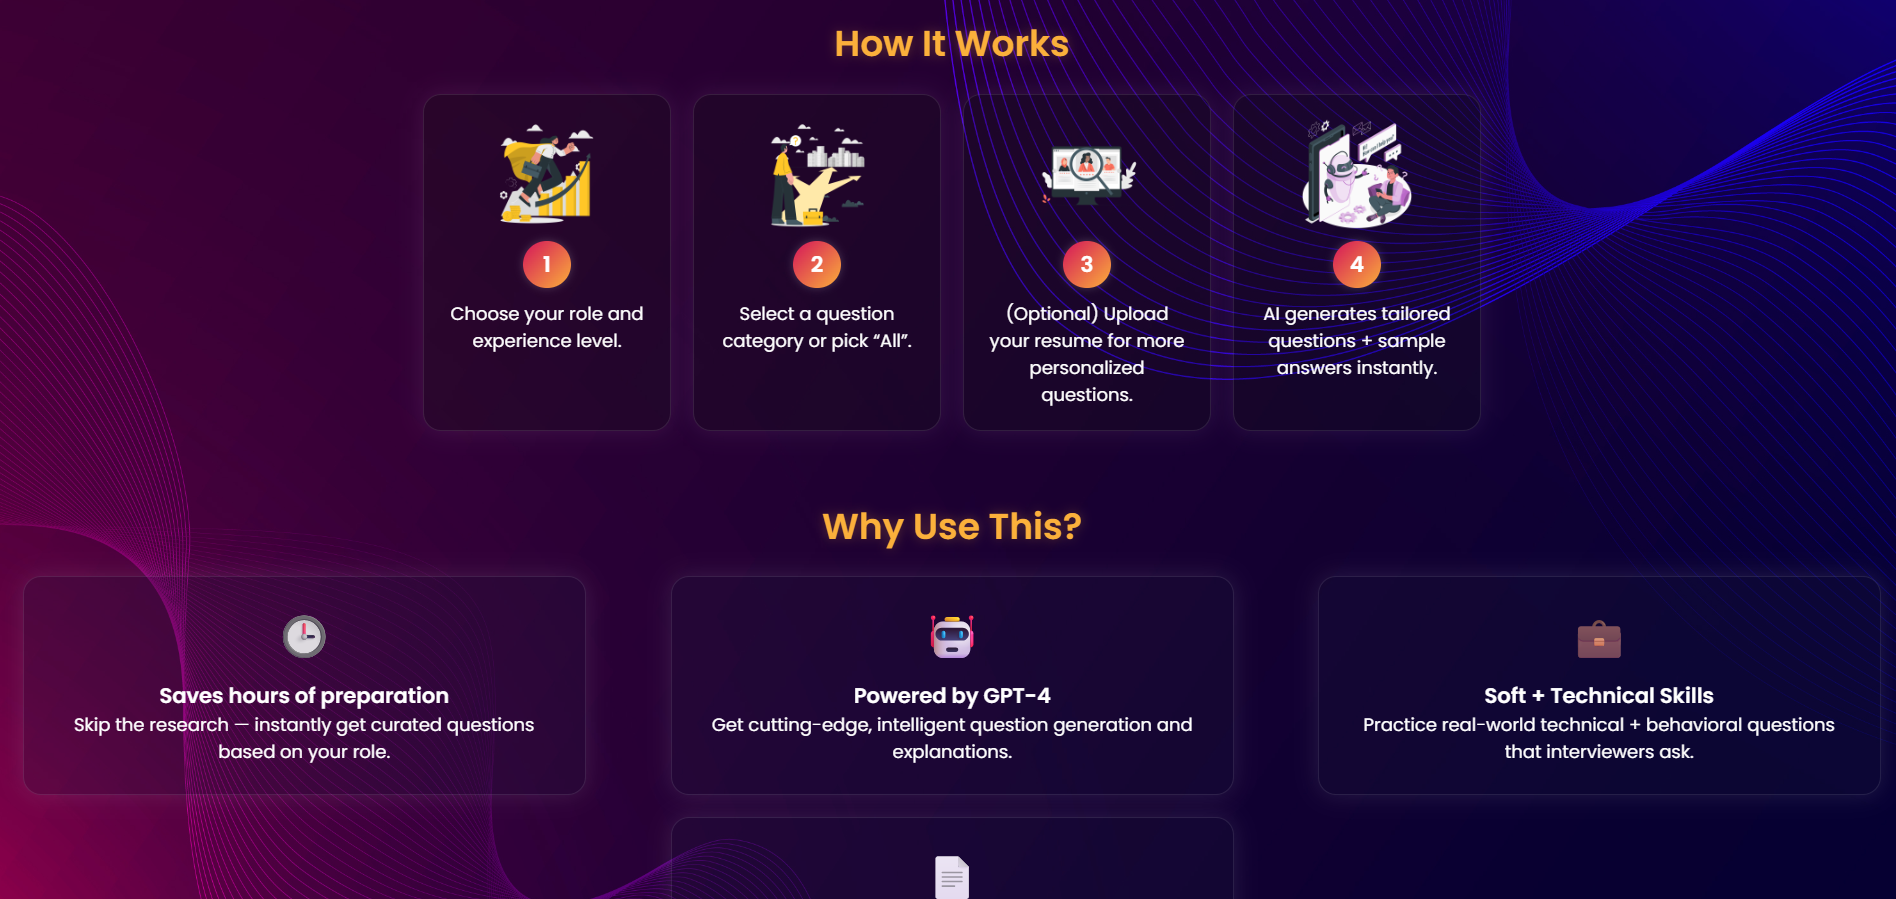 How It Works
1
Choose your role and
experience level.
2
Select a question
category or pick “All”.
3
(Optional) Upload
your resume for more
personalized
questions.
4
AI generates tailored
questions + sample
answers instantly.
Why Use This?
Saves hours of preparation
Skip the research — instantly get curated questions
based on your role.
Powered by GPT-4
Get cutting-edge, intelligent question generation and
explanations.
Soft + Technical Skills
Practice real-world technical + behavioral questions
that interviewers ask.